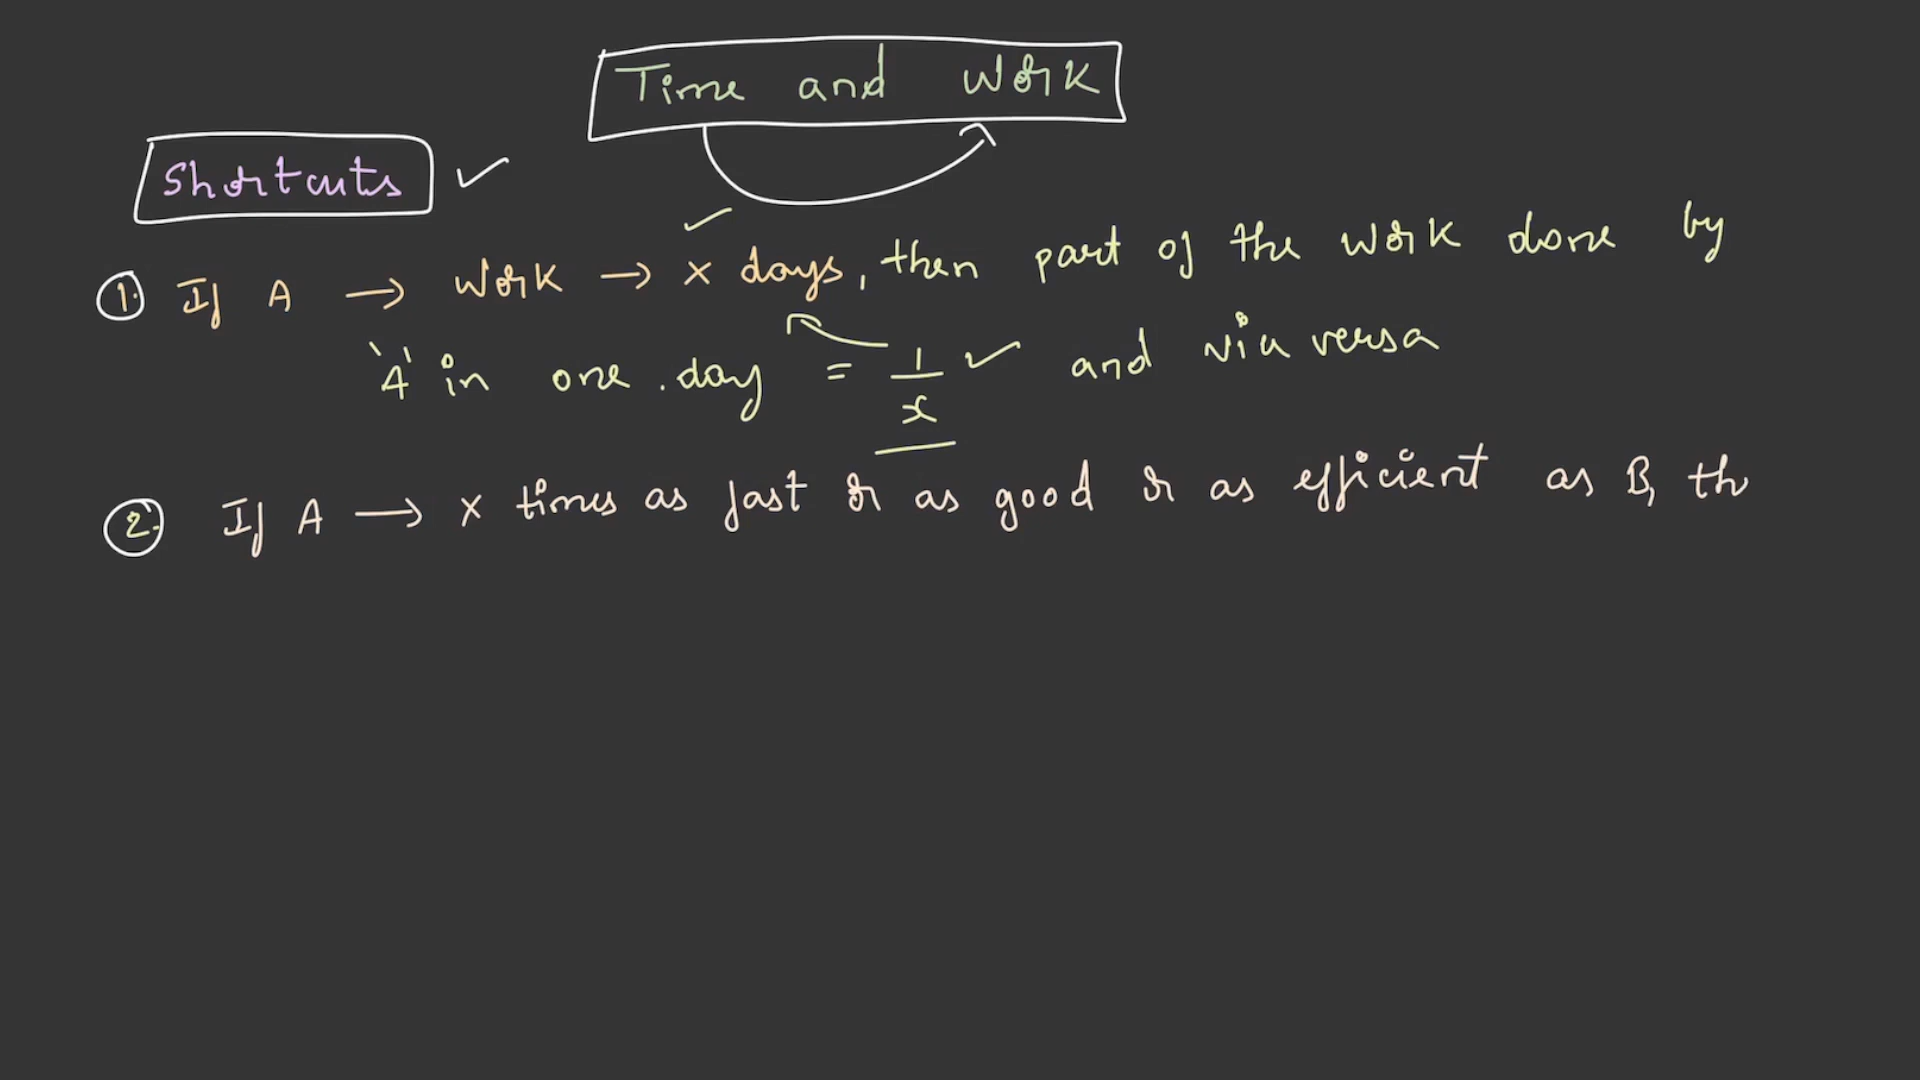 Time and Work
Shortcuts ✓
① If A → Work → x days, then part of the work done by
'A' in one day = 1/x ✓ and vice versa
② If A → x times as fast or as good or as efficient as B, th